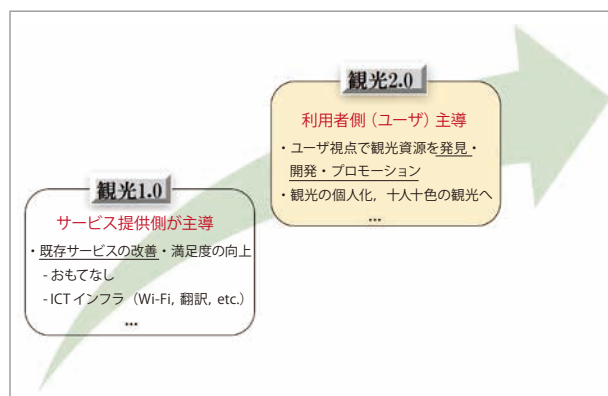 観光2.0
利用者側（ユーザ）主導
・ユーザ視点で観光資源を発見・
開発・プロモーション
・観光の個人化，十人十色の観光へ
...
観光1.0
サービス提供側が主導
・既存サービスの改善・満足度の向上
- おもてなし
- ICTインフラ（Wi-Fi, 翻訳, etc.）
...